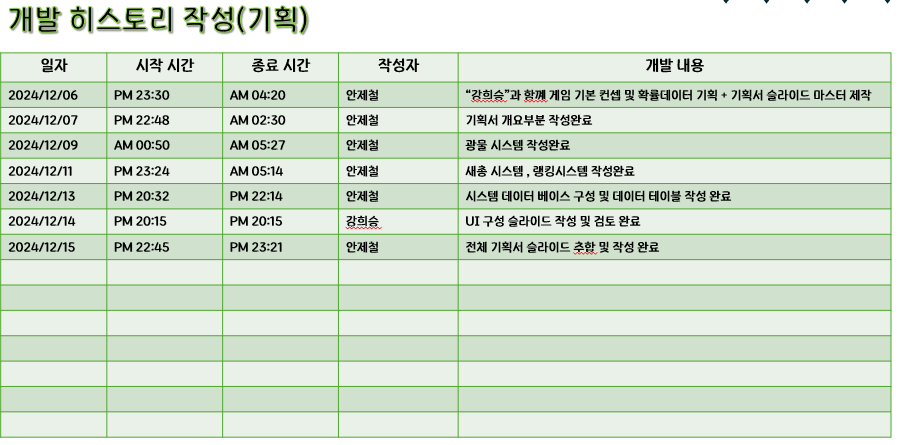 개발 히스토리 작성(기획)
일자 시작 시간 종료 시간 작성자 개발 내용
2024/12/06 PM 23:30 AM 04:20 안제철 “강희승”과 함께 게임 기본 컨셉 및 확률데이터 기획 + 기획서 슬라이드 마스터 제작
2024/12/07 PM 22:48 AM 02:30 안제철 기획서 개요부분 작성완료
2024/12/09 AM 00:50 AM 05:27 안제철 광물 시스템 작성완료
2024/12/11 PM 23:24 AM 05:14 안제철 새총 시스템 , 랭킹시스템 작성완료
2024/12/13 PM 20:32 PM 22:14 안제철 시스템 데이터 베이스 구성 및 데이터 테이블 작성 완료
2024/12/14 PM 20:15 PM 20:15 강희승 UI 구성 슬라이드 작성 및 검토 완료
2024/12/15 PM 22:45 PM 23:21 안제철 전체 기획서 슬라이드 추합 및 작성 완료